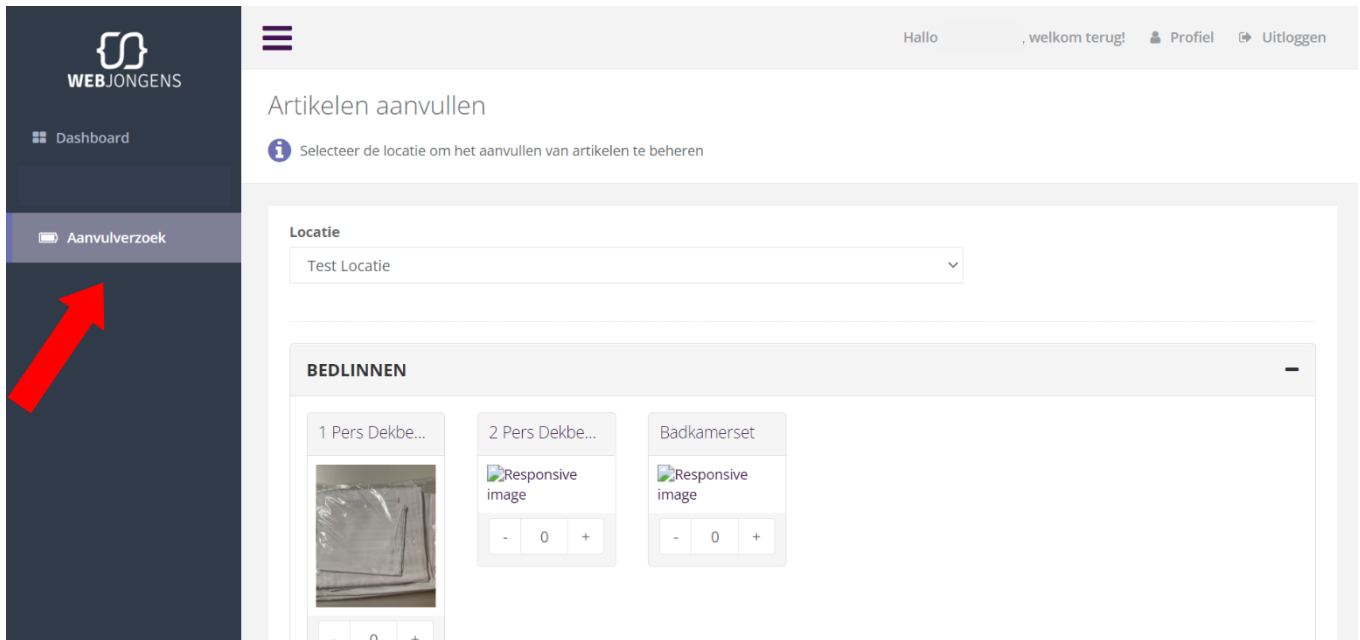 WEBJONGENS
Hallo , welkom terug! Profiel Uitloggen
Dashboard
Aanvulverzoek
Artikelen aanvullen
Selecteer de locatie om het aanvullen van artikelen te beheren
Locatie
Test Locatie
BEDLINNEN
1 Pers Dekbe...
2 Pers Dekbe...
Badkamerset
Responsive
image
Responsive
image
- 0 +
- 0 +
- 0 +